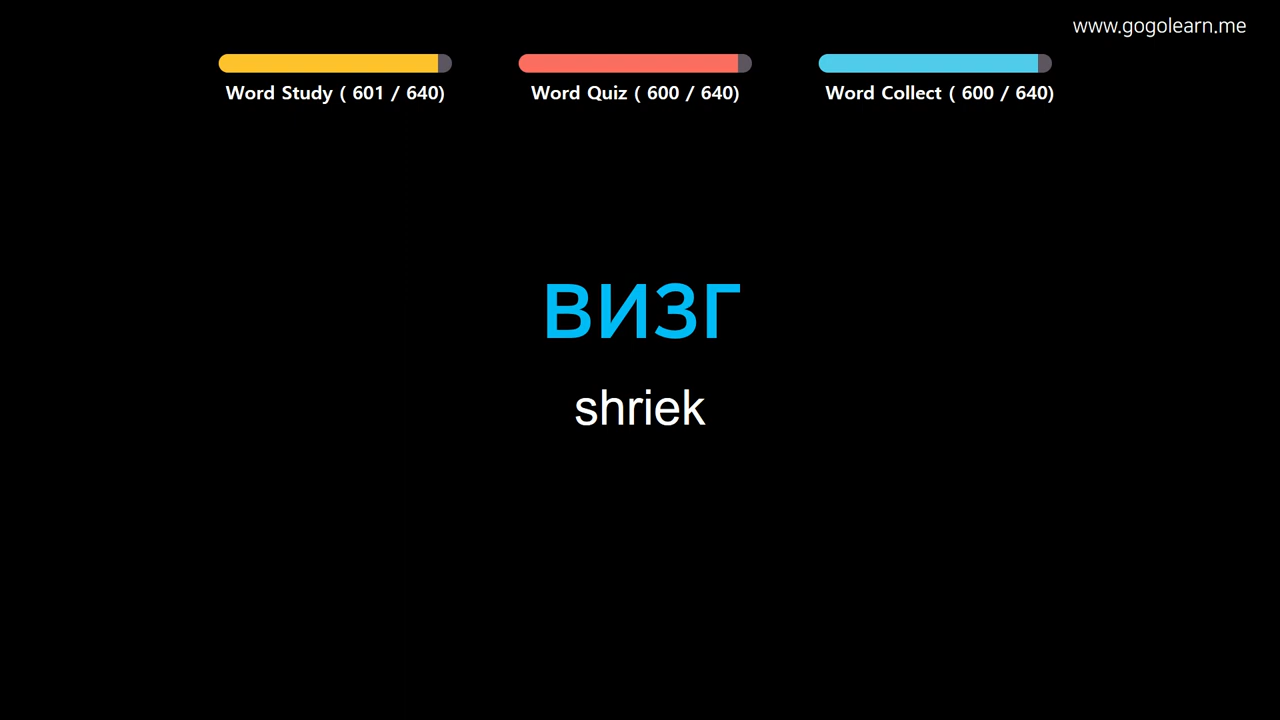 www.gogolearn.me
Word Study ( 601 / 640)
Word Quiz ( 600 / 640)
Word Collect ( 600 / 640)
визг
shriek